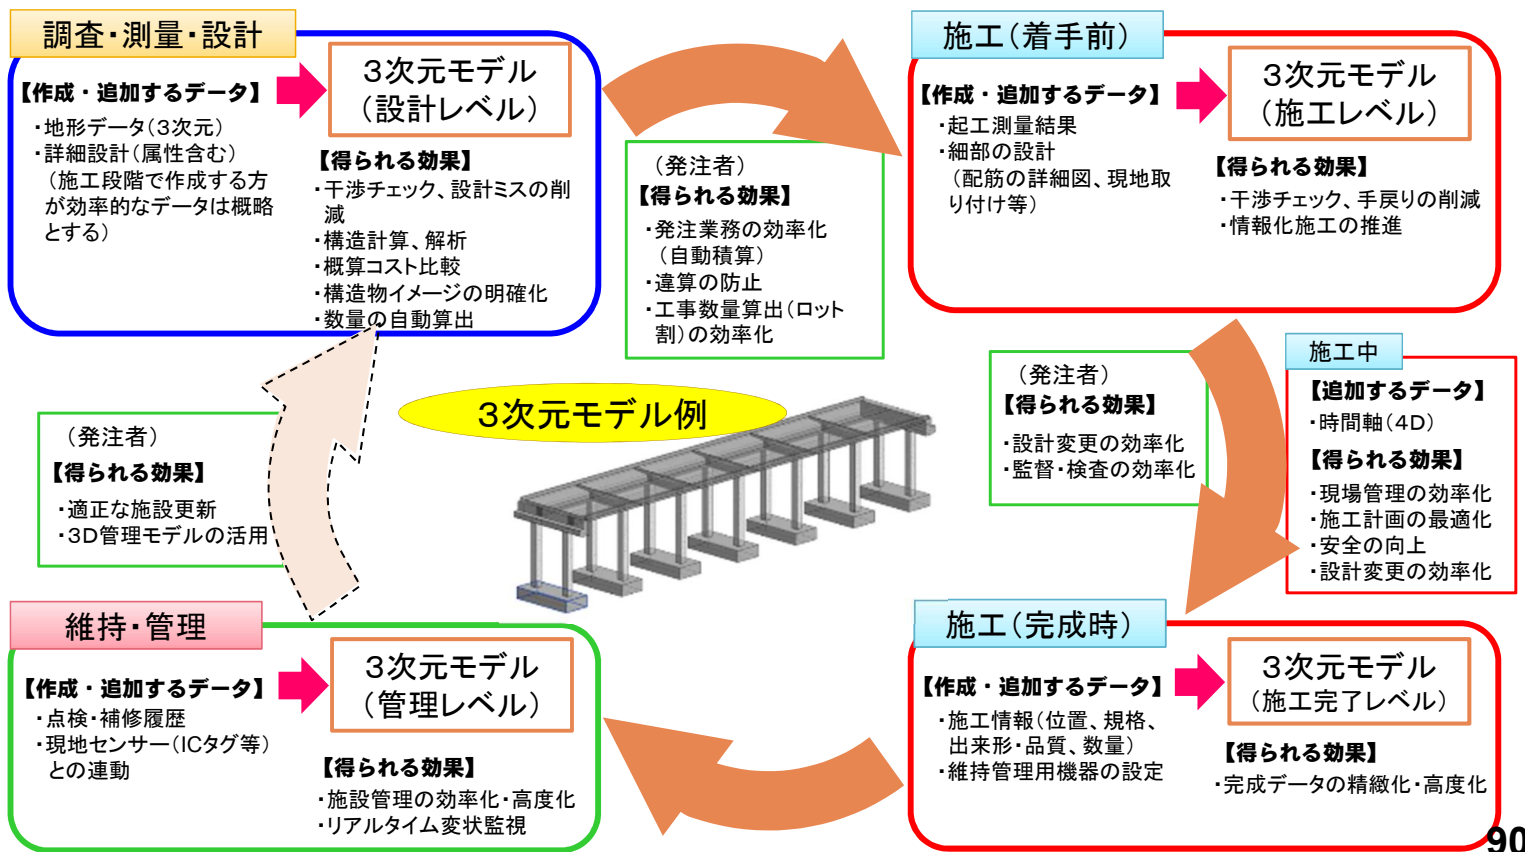 調査・測量・設計
【作成・追加するデータ】
・地形データ(3次元)
・詳細設計(属性含む)
(施工段階で作成する方
が効率的なデータは概略
とする)
3次元モデル
(設計レベル)
【得られる効果】
・干渉チェック、設計ミスの削
減
・構造計算、解析
・概算コスト比較
・構造物イメージの明確化
・数量の自動算出
(発注者)
【得られる効果】
・発注業務の効率化
(自動積算)
・違算の防止
・工事数量算出(ロット
割)の効率化
施工(着手前)
【作成・追加するデータ】
・起工測量結果
・細部の設計
(配筋の詳細図、現地取
り付け等)
3次元モデル
(施工レベル)
【得られる効果】
・干渉チェック、手戻りの削減
・情報化施工の推進
(発注者)
【得られる効果】
・設計変更の効率化
・監督・検査の効率化
施工中
【追加するデータ】
・時間軸(4D)
【得られる効果】
・現場管理の効率化
・施工計画の最適化
・安全の向上
・設計変更の効率化
3次元モデル例
(発注者)
【得られる効果】
・適正な施設更新
・3D管理モデルの活用
維持・管理
【作成・追加するデータ】
・点検・補修履歴
・現地センサー(ICタグ等)
との連動
3次元モデル
(管理レベル)
【得られる効果】
・施設管理の効率化・高度化
・リアルタイム変状監視
施工(完成時)
【作成・追加するデータ】
・施工情報(位置、規格、
出来形・品質、数量)
・維持管理用機器の設定
3次元モデル
(施工完了レベル)
【得られる効果】
・完成データの精緻化・高度化
90